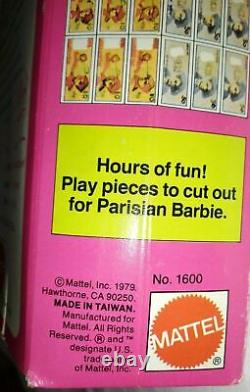 Hours of fun!
Play pieces to cut out
for Parisian Barbie.
© Mattel, Inc. 1979.
Hawthorne, CA 90250.
MADE IN TAIWAN.
Manufactured for
Mattel. All Rights
Reserved. ® and ™
designate U.S.
No. 1600
MATTEL